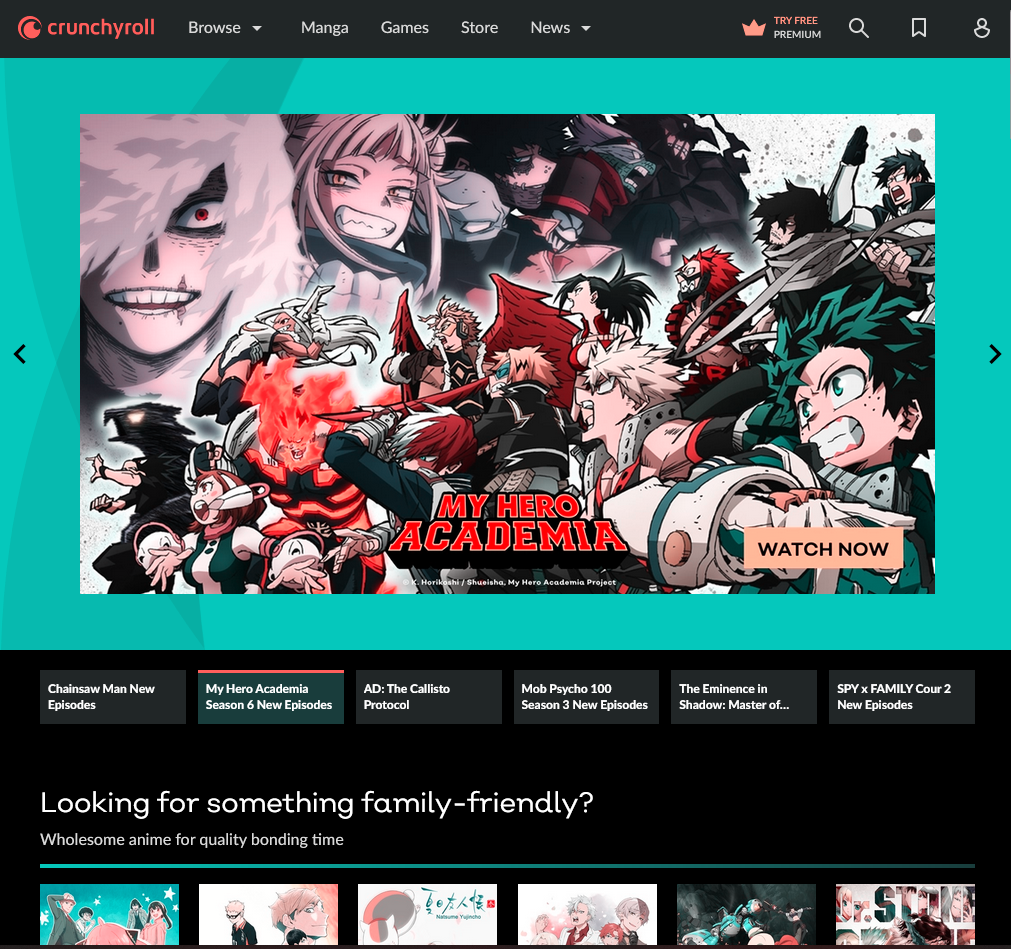 crunchyroll
Browse
Manga
Games
Store
News
TRY FREE
PREMIUM
MY HERO
ACADEMIA
WATCH NOW
© K. Horikoshi / Shueisha, My Hero Academia Project
Chainsaw Man New
Episodes
My Hero Academia
Season 6 New Episodes
AD: The Callisto
Protocol
Mob Psycho 100
Season 3 New Episodes
The Eminence in
Shadow: Master of...
SPY x FAMILY Cour 2
New Episodes
Looking for something family-friendly?
Wholesome anime for quality bonding time
夏目友人帳
Natsume Yujincho
Dr.STONE